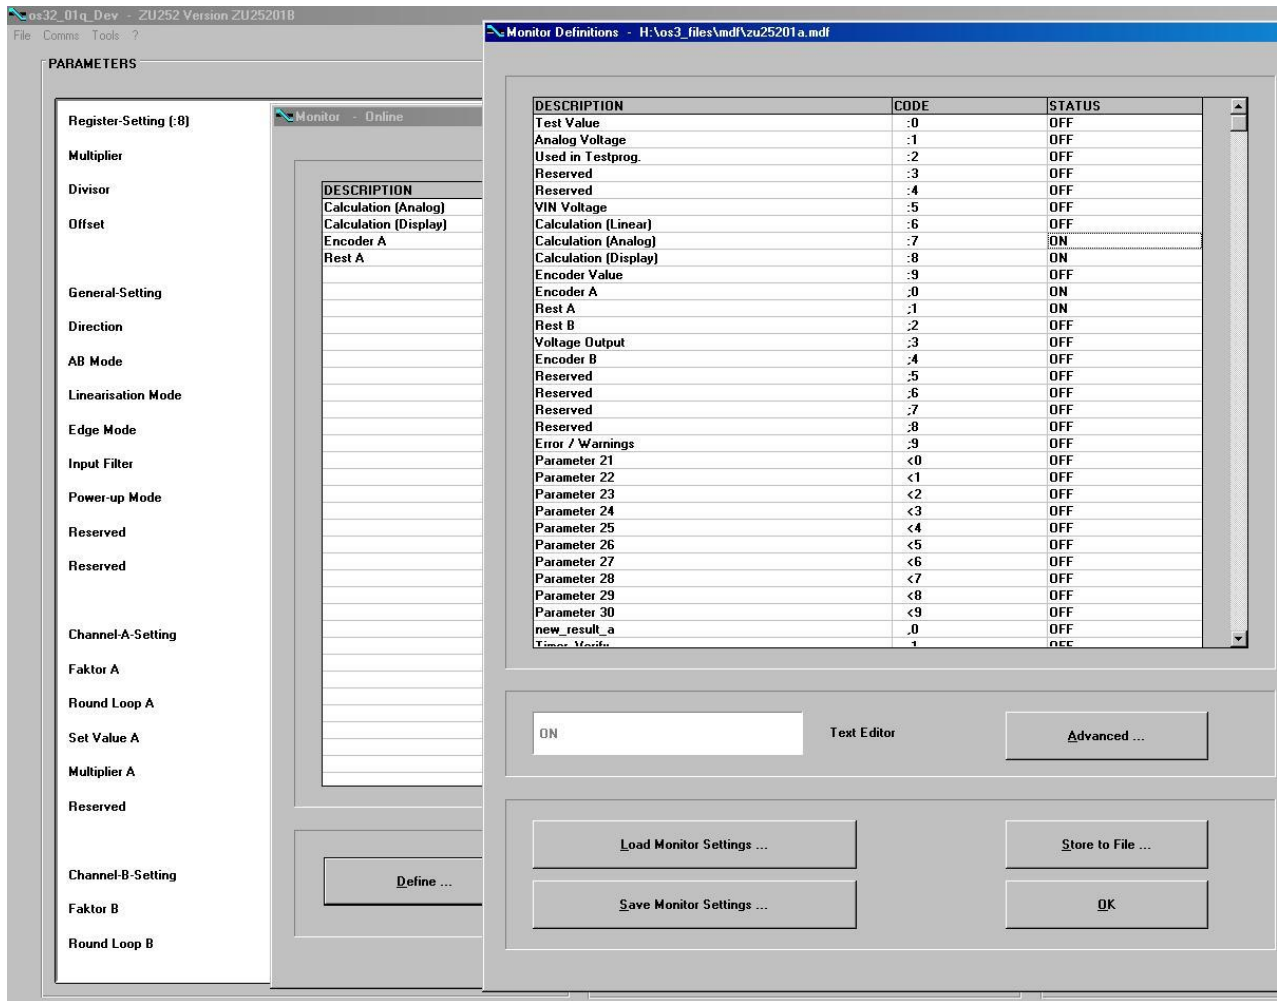 os32_01q_Dev - ZU252 Version ZU25201B
File Comms Tools ?
PARAMETERS
Register-Setting (:8)
Multiplier
Divisor
Offset
General-Setting
Direction
AB Mode
Linearisation Mode
Edge Mode
Input Filter
Power-up Mode
Reserved
Reserved
Channel-A-Setting
Faktor A
Round Loop A
Set Value A
Multiplier A
Reserved
Channel-B-Setting
Faktor B
Round Loop B
Monitor - Online
DESCRIPTION
Calculation (Analog)
Calculation (Display)
Encoder A
Rest A
Define ...
Monitor Definitions - H:\os3_files\mdf\zu25201a.mdf
DESCRIPTION CODE STATUS
Test Value :0 OFF
Analog Voltage :1 OFF
Used in Testprog. :2 OFF
Reserved :3 OFF
Reserved :4 OFF
VIN Voltage :5 OFF
Calculation (Linear) :6 OFF
Calculation (Analog) :7 ON
Calculation (Display) :8 ON
Encoder Value :9 OFF
Encoder A ;0 ON
Rest A ;1 ON
Rest B ;2 OFF
Voltage Output ;3 OFF
Encoder B ;4 OFF
Reserved ;5 OFF
Reserved ;6 OFF
Reserved ;7 OFF
Reserved ;8 OFF
Error / Warnings ;9 OFF
Parameter 21 <0 OFF
Parameter 22 <1 OFF
Parameter 23 <2 OFF
Parameter 24 <3 OFF
Parameter 25 <4 OFF
Parameter 26 <5 OFF
Parameter 27 <6 OFF
Parameter 28 <7 OFF
Parameter 29 <8 OFF
Parameter 30 <9 OFF
new_result_a ,0 OFF
ON
Text Editor
Advanced ...
Load Monitor Settings ...
Store to File ...
Save Monitor Settings ...
OK